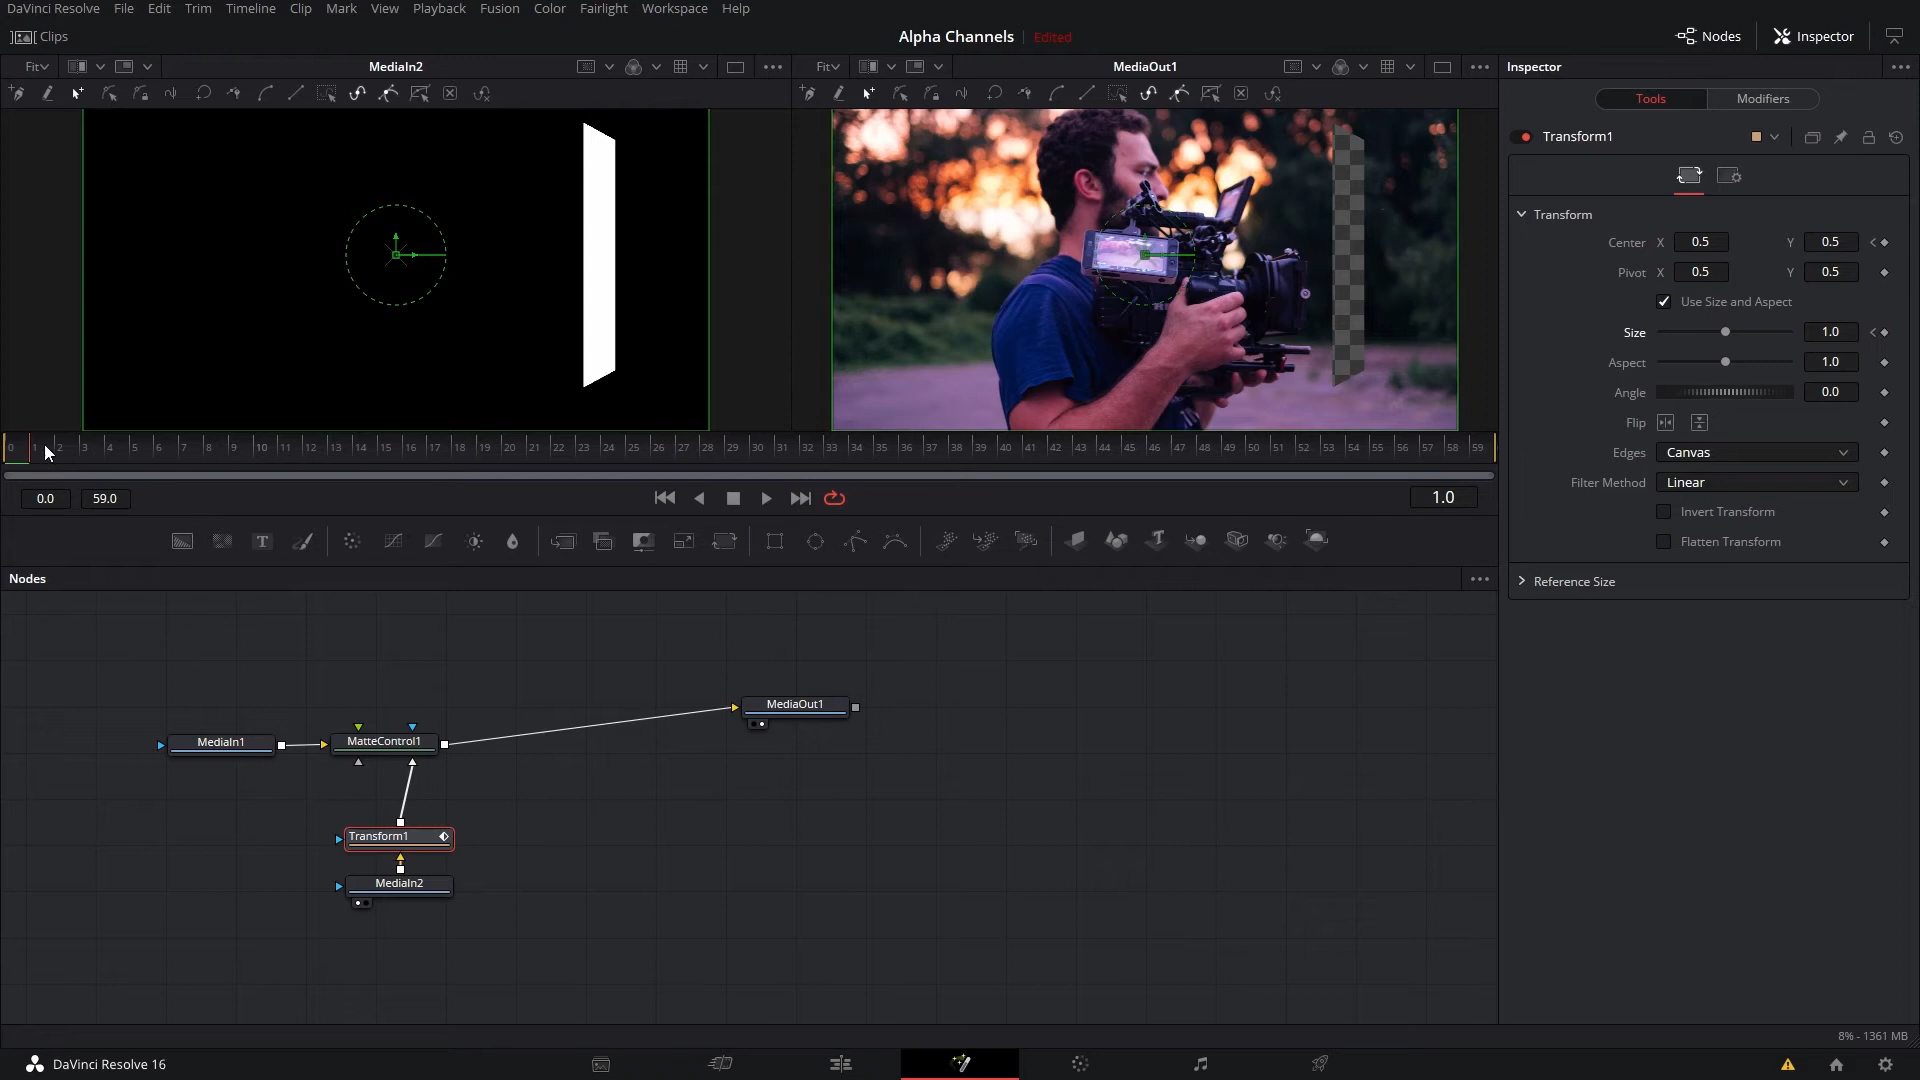 DaVinci Resolve File Edit Trim Timeline Clip Mark View Playback Fusion Color Fairlight Workspace Help
Clips
Alpha Channels
Edited
Nodes
Inspector
Fit
MediaIn2
Fit
MediaOut1
Inspector
Tools
Modifiers
Transform1
Transform
Center X 0.5 Y 0.5
Pivot X 0.5 Y 0.5
Use Size and Aspect
Size 1.0
Aspect 1.0
Angle 0.0
Flip
Edges Canvas
Filter Method Linear
Invert Transform
Flatten Transform
Reference Size
0 1 2 3 4 5 6 7 8 9 10 11 12 13 14 15 16 17 18 19 20 21 22 23 24 25 26 27 28 29 30 31 32 33 34 35 36 37 38 39 40 41 42 43 44 45 46 47 48 49 50 51 52 53 54 55 56 57 58 59
0.0 59.0 1.0
Nodes
MediaOut1
MediaIn1
MatteControl1
Transform1
MediaIn2
8% - 1361 MB
DaVinci Resolve 16